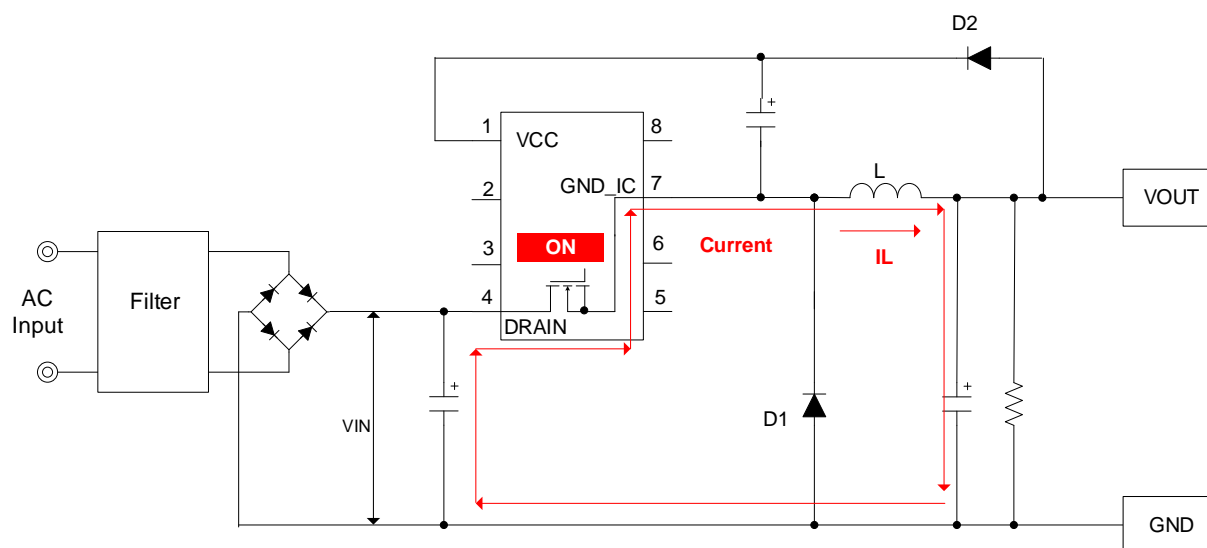 D2
1
VCC
8
2
GND_IC
7
L
VOUT
3
ON
6
Current
IL
AC
Input
Filter
4
DRAIN
5
+
+
+
VIN
D1
GND